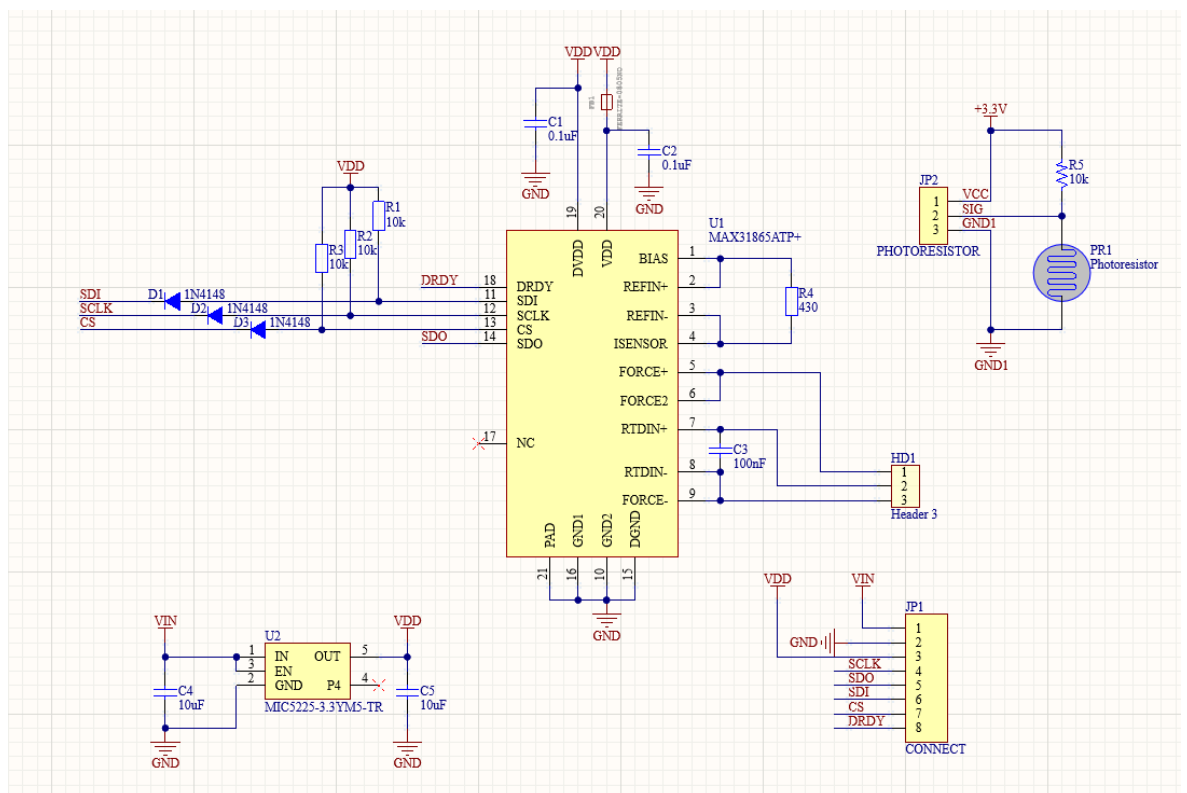 VDD VDD
FB1
FERRITE-0805NO
C1
0.1uF
C2
0.1uF
GND
GND
+3.3V
R5
10k
JP2
1 VCC
2 SIG
3 GND1
PHOTORESISTOR
PR1
Photoresistor
GND1
VDD
R1
10k
R2
10k
R3
10k
SDI D1 1N4148
SCLK D2 1N4148
CS D3 1N4148
DRDY
SDO
U1
MAX31865ATP+
19 20
DVDD VDD
18 DRDY
11 SDI
12 SCLK
13 CS
14 SDO
17 NC
BIAS 1
REFIN+ 2
REFIN- 3
ISENSOR 4
FORCE+ 5
FORCE2 6
RTDIN+ 7
RTDIN- 8
FORCE- 9
PAD GND1 GND2 DGND
21 16 10 15
GND
R4
430
C3
100nF
HD1
1
2
3
Header 3
VIN
C4
10uF
GND
U2
1 IN OUT 5
3 EN
2 GND P4 4
MIC5225-3.3YM5-TR
VDD
C5
10uF
GND
VDD VIN
JP1
1
GND 2
3
SCLK 4
SDO 5
SDI 6
CS 7
DRDY 8
CONNECT